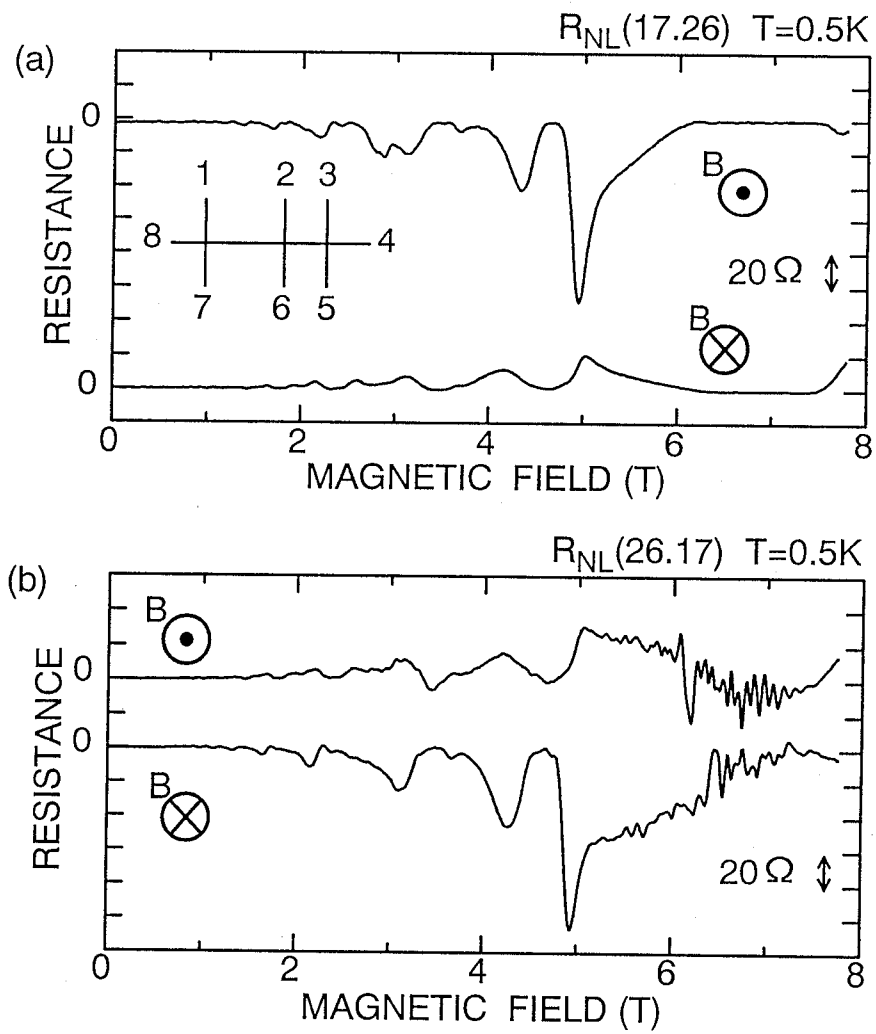 R_NL(17.26) T=0.5K
(a)
RESISTANCE
0
1 2 3
8 4
7 6 5
B
20 Ω
B
0
0 2 4 6 8
MAGNETIC FIELD (T)
R_NL(26.17) T=0.5K
(b)
RESISTANCE
B
0
0
B
20 Ω
0 2 4 6 8
MAGNETIC FIELD (T)